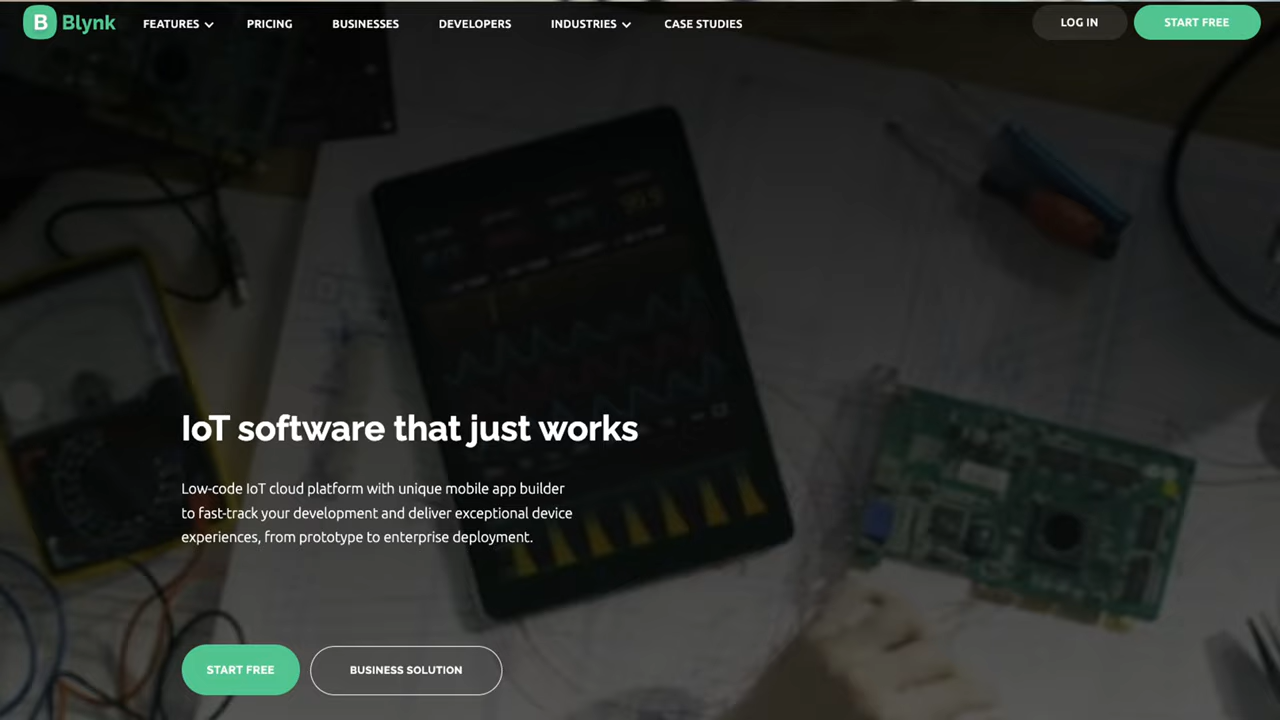 B Blynk
FEATURES
PRICING
BUSINESSES
DEVELOPERS
INDUSTRIES
CASE STUDIES
LOG IN
START FREE
IoT software that just works
Low-code IoT cloud platform with unique mobile app builder
to fast-track your development and deliver exceptional device
experiences, from prototype to enterprise deployment.
START FREE
BUSINESS SOLUTION